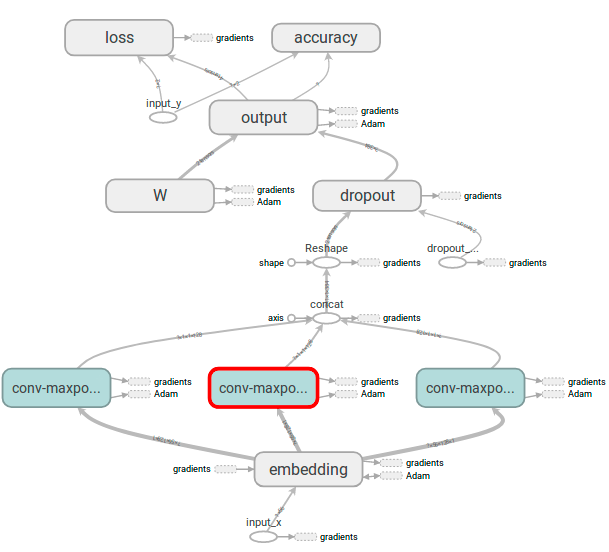 loss
gradients
accuracy
input_y
output
gradients
Adam
W
gradients
Adam
dropout
gradients
Reshape
shape
gradients
dropout_...
gradients
concat
axis
gradients
conv-maxpo...
gradients
Adam
conv-maxpo...
gradients
Adam
conv-maxpo...
gradients
Adam
gradients
embedding
gradients
Adam
input_x
gradients